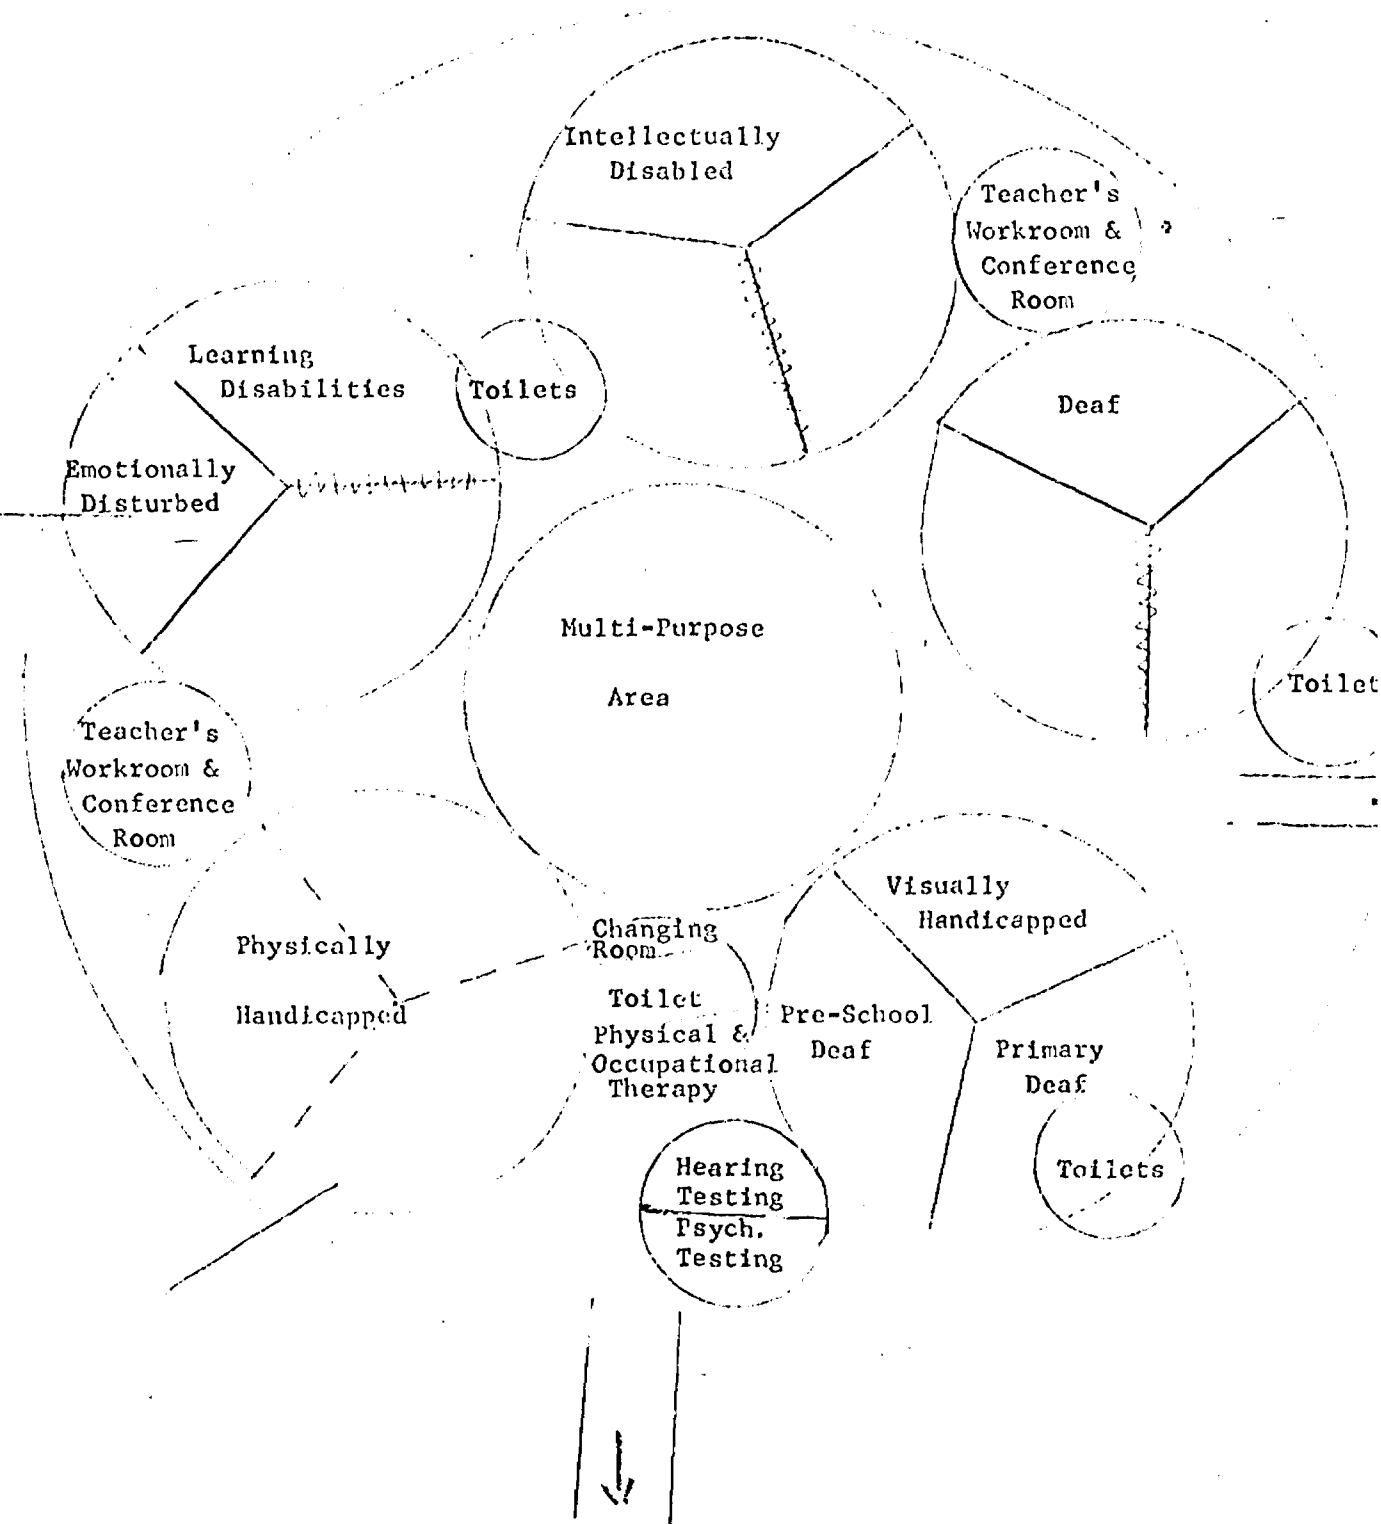 Intellectually
Disabled
Teacher's
Workroom &
Conference
Room
Learning
Disabilities
Toilets
Deaf
Emotionally
Disturbed
Multi-Purpose
Area
Toilet
Teacher's
Workroom &
Conference
Room
Visually
Handicapped
Changing
Room
Physically
Handicapped
Toilet
Physical &
Occupational
Therapy
Pre-School
Deaf
Primary
Deaf
Hearing
Testing
Psych.
Testing
Toilets